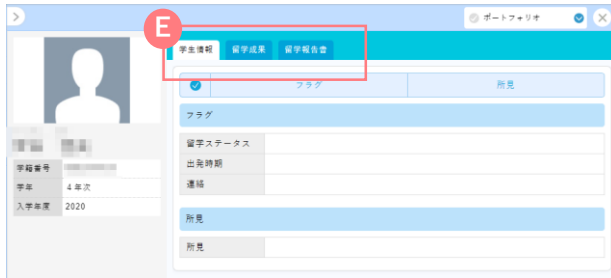 ポートフォリオ
E
学生情報 留学成果 留学報告書
フラグ 所見
フラグ
留学ステータス
出発時期
連絡
所見
所見
学籍番号
学年 4年次
入学年度 2020